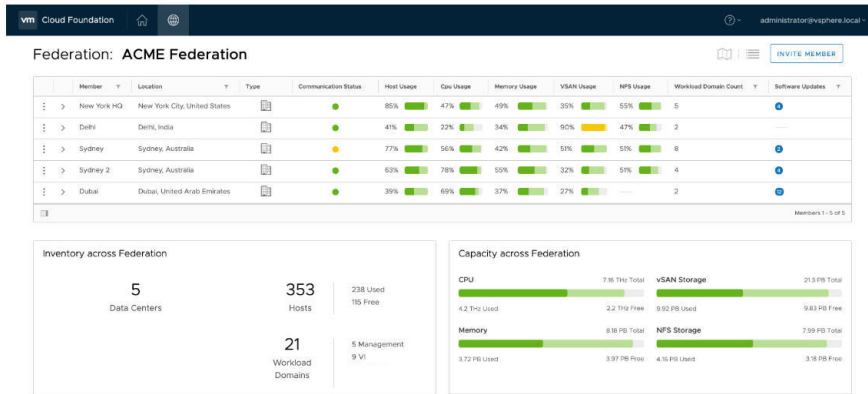 vm Cloud Foundation
administrator@vsphere.local
Federation: ACME Federation
INVITE MEMBER
Member Location Type Communication Status Host Usage Cpu Usage Memory Usage VSAN Usage NFS Usage Workload Domain Count Software Updates
New York HQ New York City, United States 85% 47% 49% 35% 55% 5 4
Delhi Delhi, India 41% 22% 34% 90% 47% 2
Sydney Sydney, Australia 77% 56% 42% 51% 51% 8 2
Sydney 2 Sydney, Australia 63% 78% 55% 32% 51% 4
Dubai Dubai, United Arab Emirates 39% 69% 37% 27% 2 12
Members 1 - 5 of 5
Inventory across Federation
5
Data Centers
353
Hosts
238 Used
115 Free
21
Workload
Domains
5 Management
9 VI
Capacity across Federation
CPU 7.16 THz Total
4.2 THz Used 2.2 THz Free
vSAN Storage 21.3 PB Total
9.92 PB Used 9.83 PB Free
Memory 8.18 PB Total
3.72 PB Used 3.97 PB Free
NFS Storage 7.99 PB Total
4.16 PB Used 3.18 PB Free